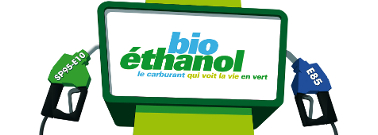 bio
éthanol
le carburant qui voit la vie en vert
SP95-E10
E85